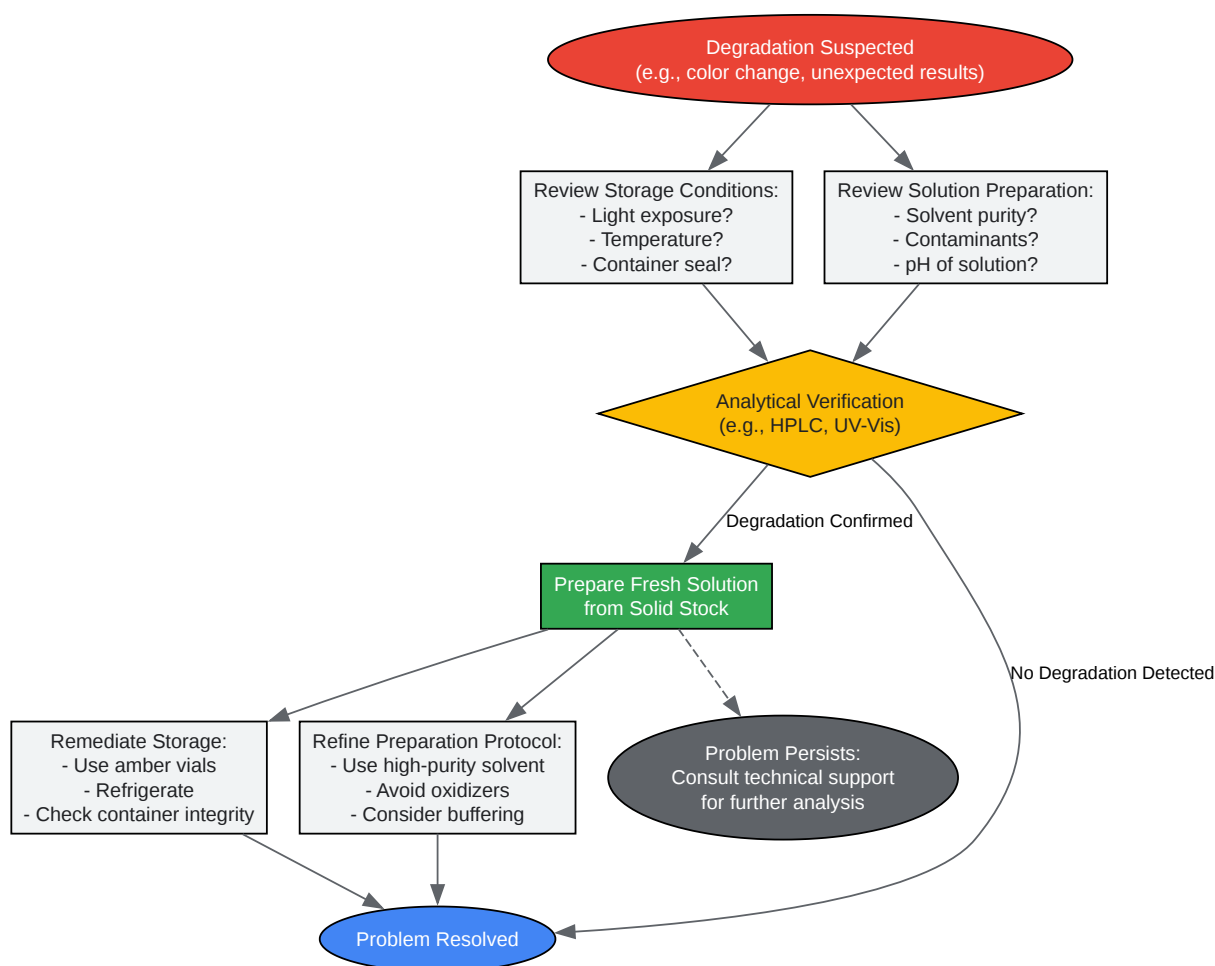 Degradation Suspected
(e.g., color change, unexpected results)
Review Storage Conditions:
- Light exposure?
- Temperature?
- Container seal?
Review Solution Preparation:
- Solvent purity?
- Contaminants?
- pH of solution?
Analytical Verification
(e.g., HPLC, UV-Vis)
Degradation Confirmed
Prepare Fresh Solution
from Solid Stock
No Degradation Detected
Remediate Storage:
- Use amber vials
- Refrigerate
- Check container integrity
Refine Preparation Protocol:
- Use high-purity solvent
- Avoid oxidizers
- Consider buffering
Problem Persists:
Consult technical support
for further analysis
Problem Resolved